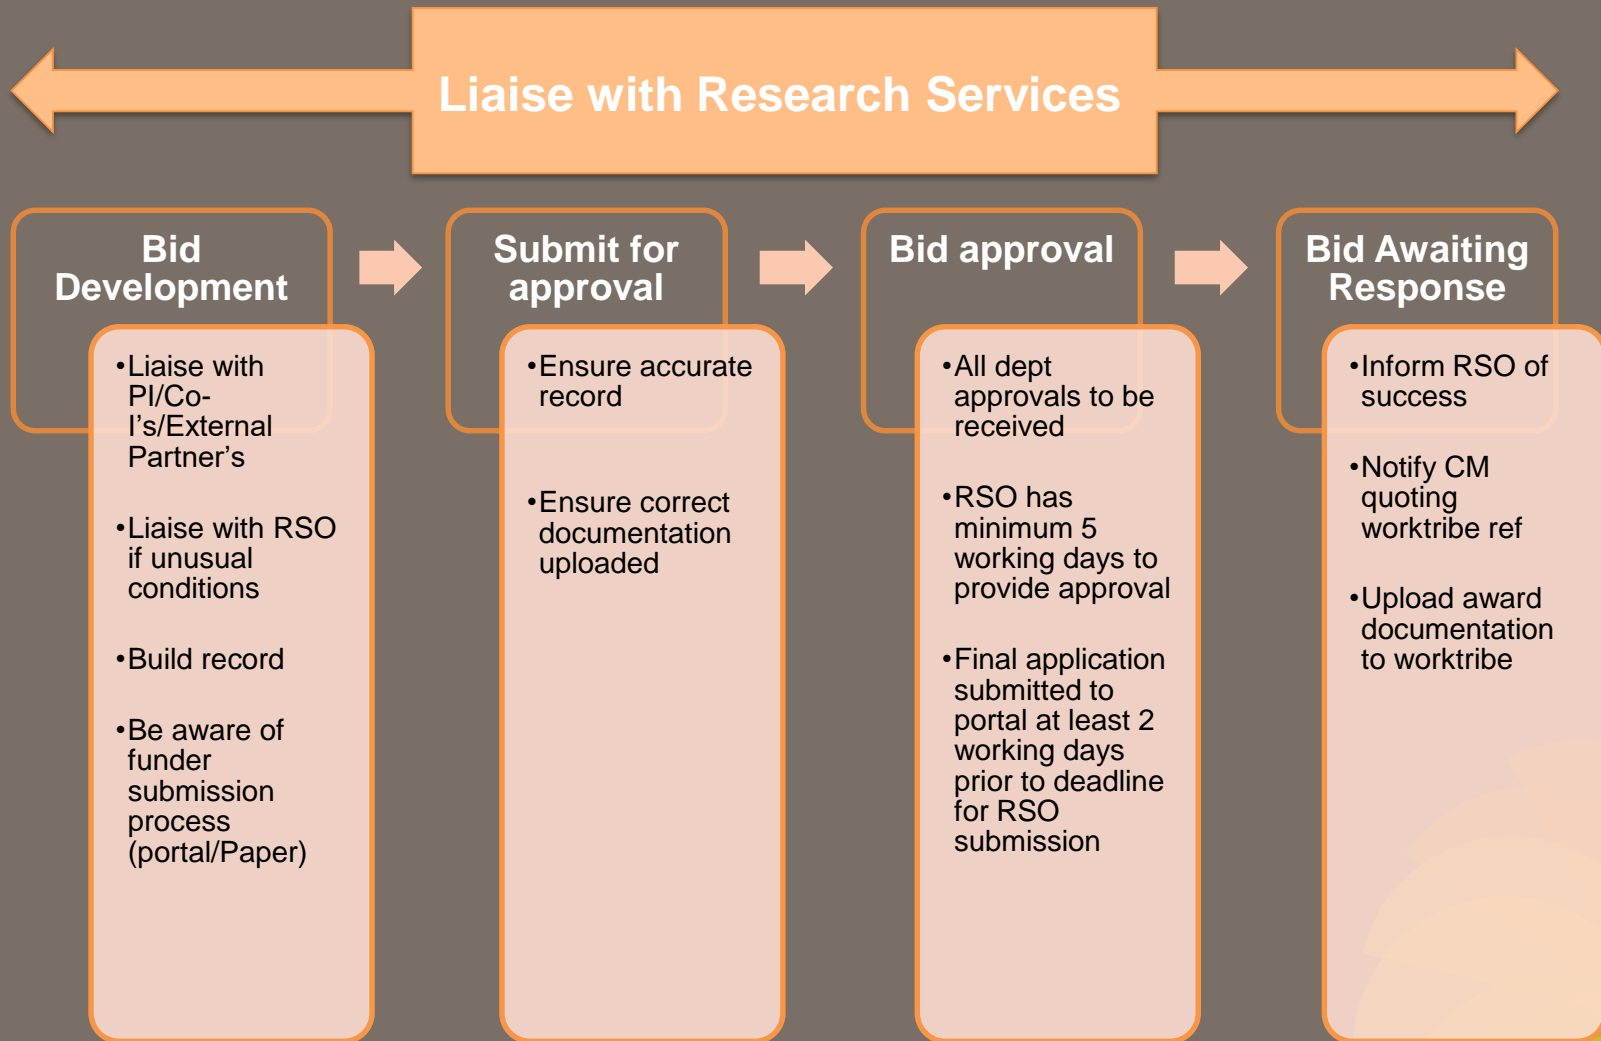 Liaise with Research Services
Bid
Development
•Liaise with
PI/Co-
I's/External
Partner’s
•Liaise with RSO
if unusual
conditions
•Build record
•Be aware of
funder
submission
process
(portal/Paper)
Submit for
approval
•Ensure accurate
record
•Ensure correct
documentation
uploaded
Bid approval
•All dept
approvals to be
received
•RSO has
minimum 5
working days to
provide approval
•Final application
submitted to
portal at least 2
working days
prior to deadline
for RSO
submission
Bid Awaiting
Response
•Inform RSO of
success
•Notify CM
quoting
worktribe ref
•Upload award
documentation
to worktribe